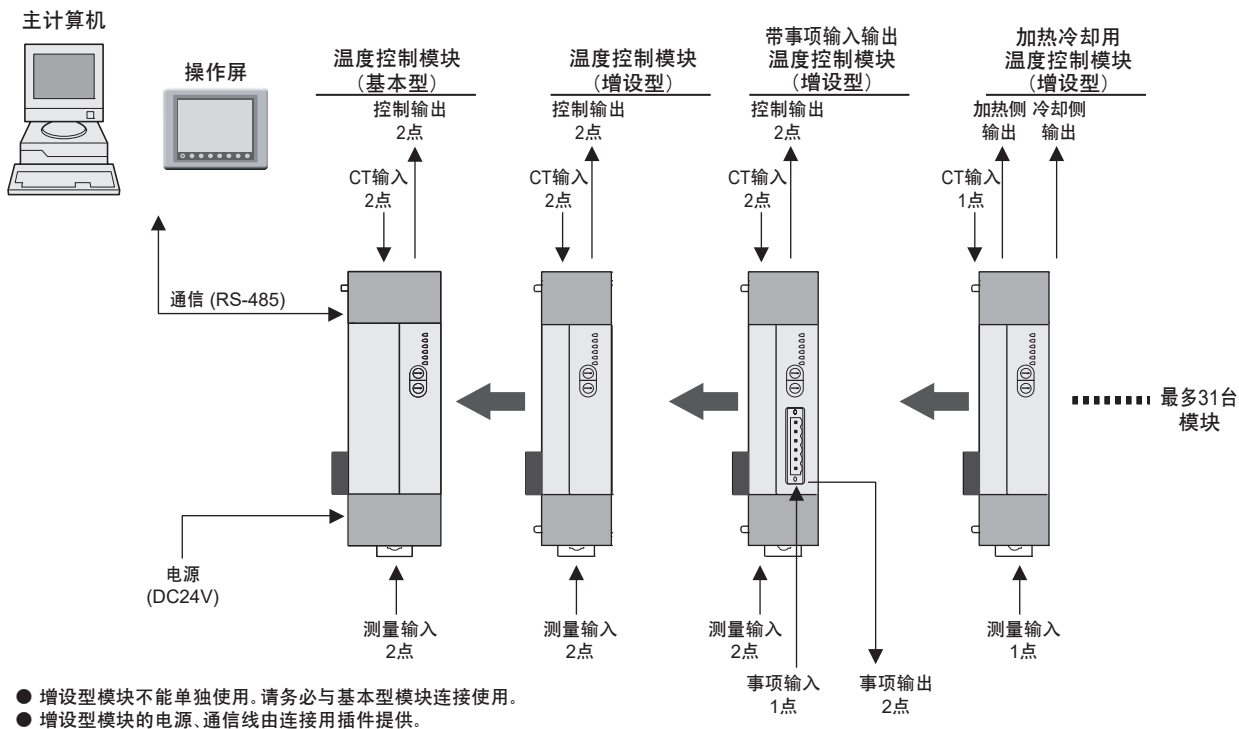 主计算机
操作屏
温度控制模块
(基本型)
控制输出
2点
CT输入
2点
温度控制模块
(增设型)
控制输出
2点
CT输入
2点
带事项输入输出
温度控制模块
(增设型)
控制输出
2点
CT输入
2点
加热冷却用
温度控制模块
(增设型)
加热侧 冷却侧
输出 输出
CT输入
1点
通信 (RS-485)
最多31台
模块
电源
(DC24V)
测量输入
2点
测量输入
2点
测量输入
2点
事项输入
1点
事项输出
2点
测量输入
1点
● 增设型模块不能单独使用。请务必与基本型模块连接使用。
● 增设型模块的电源、通信线由连接用插件提供。